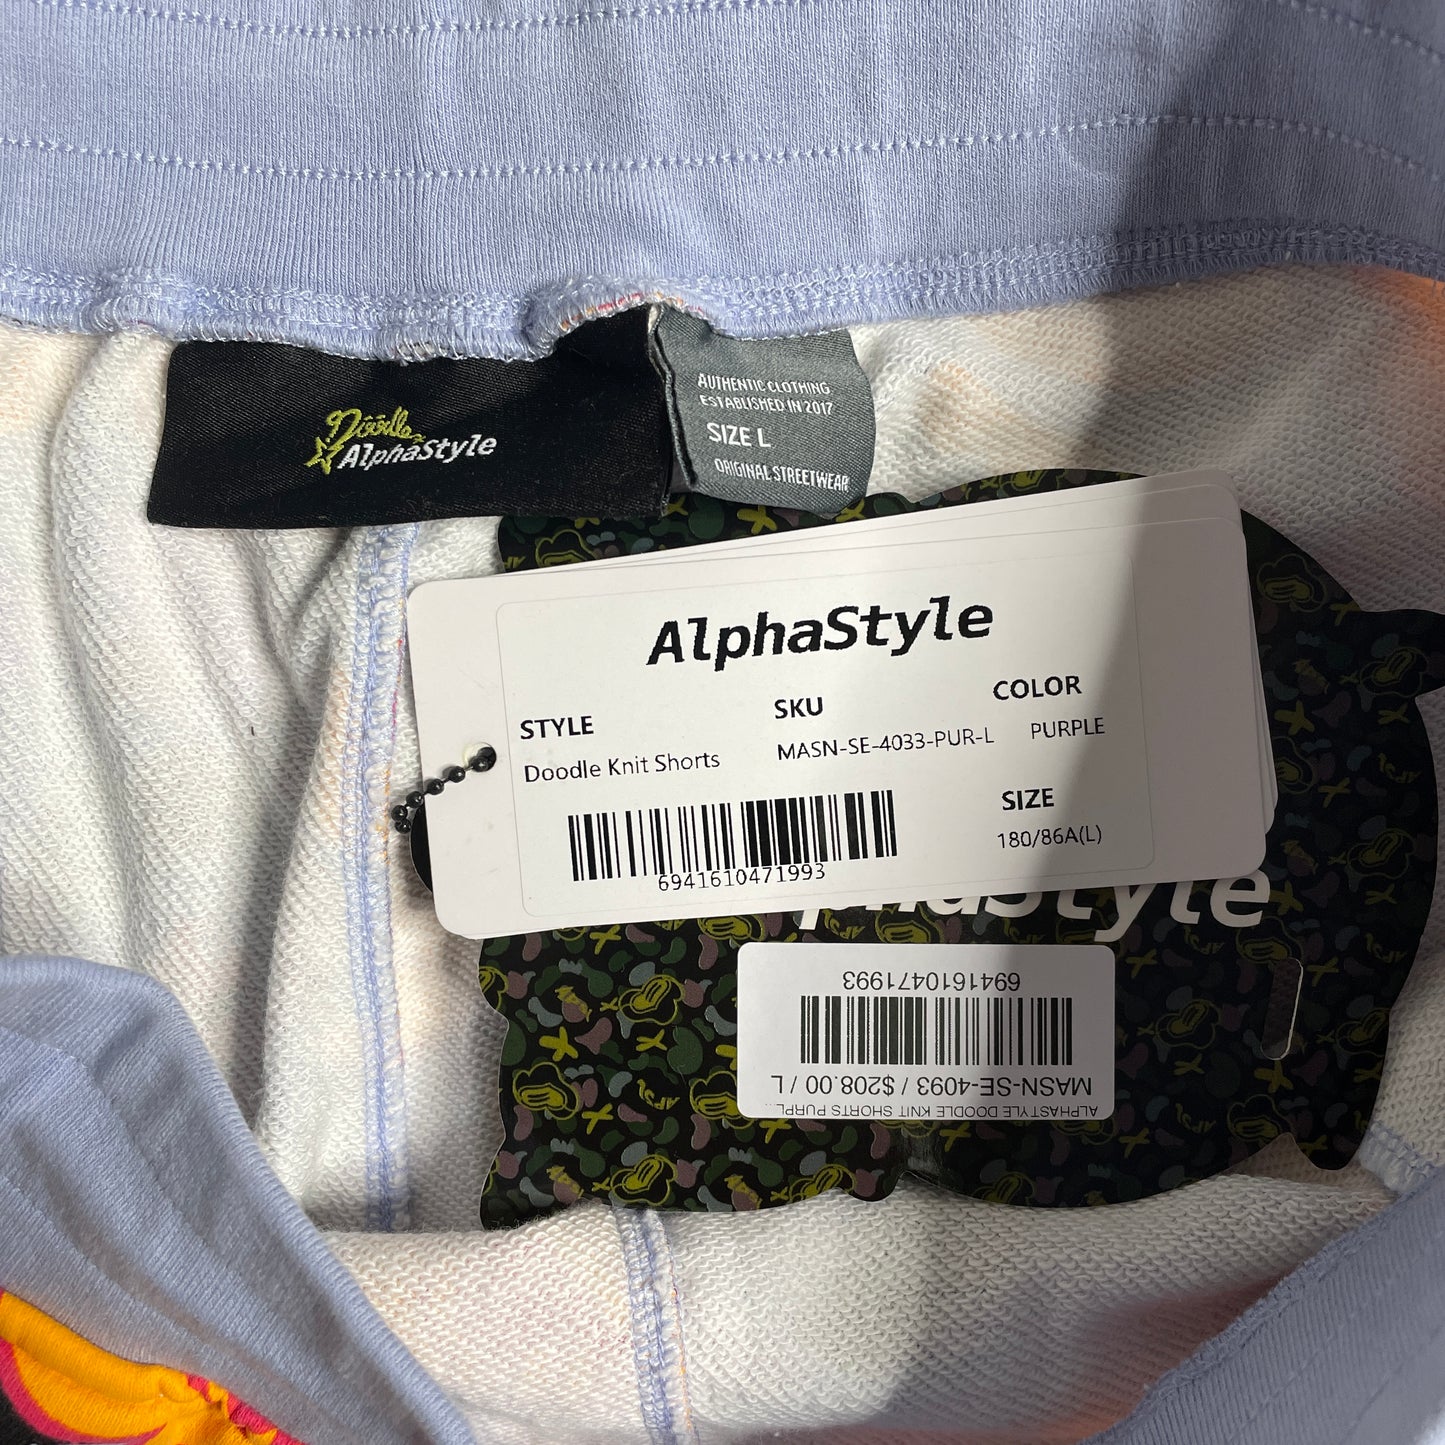 Doodle
AlphaStyle
AUTHENTIC CLOTHING
ESTABLISHED IN 2017
SIZE L
ORIGINAL STREETWEAR
AlphaStyle
STYLE
SKU
COLOR
Doodle Knit Shorts
MASN-SE-4033-PUR-L
PURPLE
SIZE
180/86A(L)
6941610471993
AlphaStyle
ALPHASTYLE DOODLE KNIT SHORTS PURPL...
MASN-SE-4093 / $208.00 / L
6941610471993